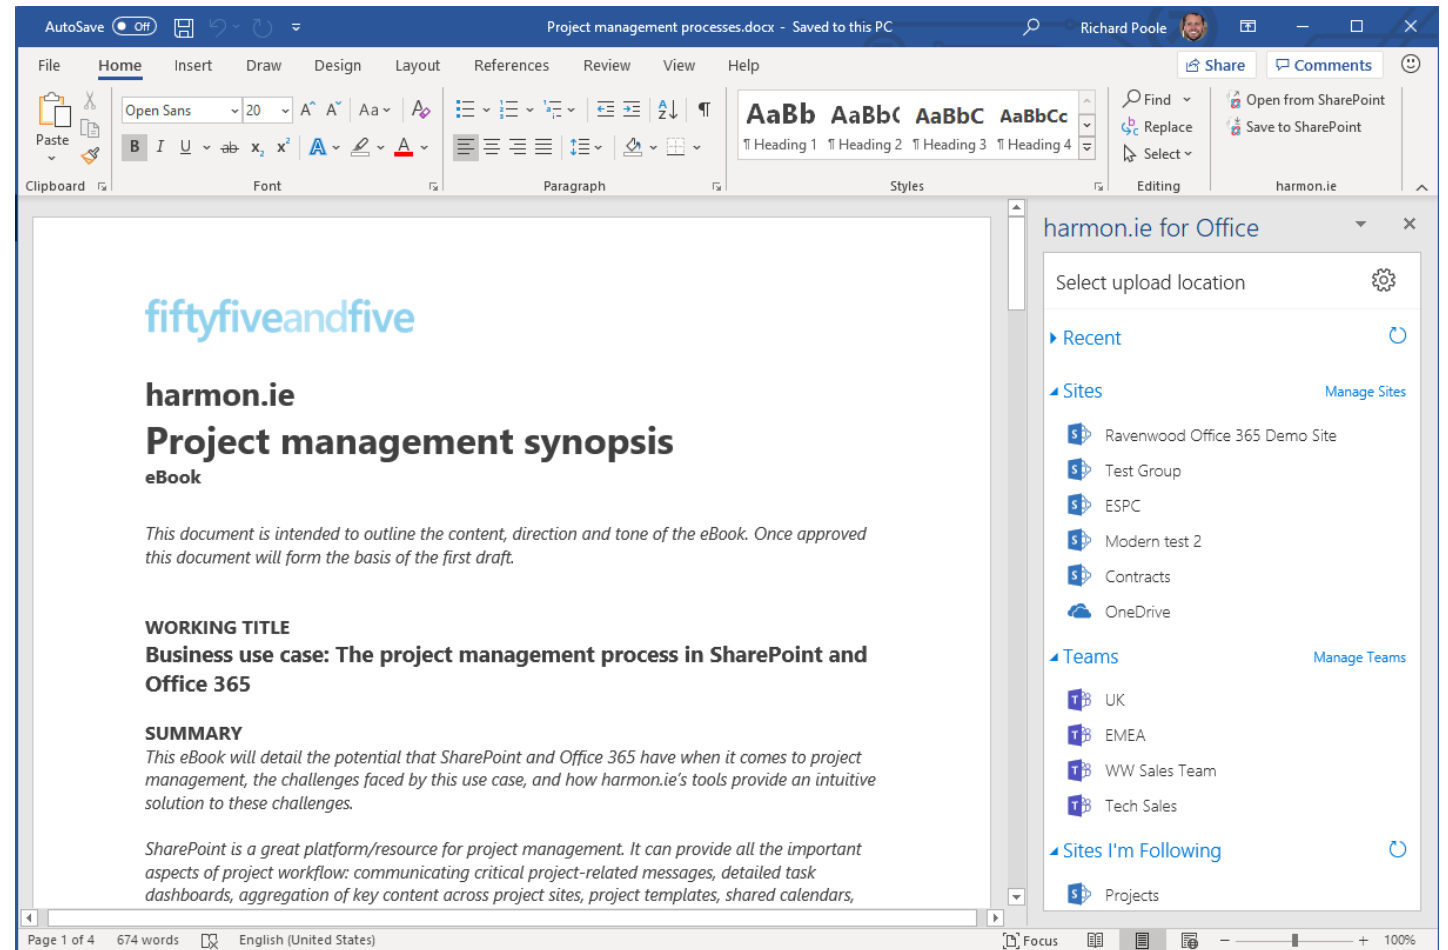 AutoSave Off Project management processes.docx - Saved to this PC Richard Poole
File Home Insert Draw Design Layout References Review View Help Share Comments
Paste
Clipboard
Open Sans 20 A A Aa A
B I U ab x₂ x² A A
Font
Paragraph
AaBb AaBb( AaBbC AaBbCc
¶ Heading 1 ¶ Heading 2 ¶ Heading 3 ¶ Heading 4
Styles
Find
Replace
Select
Editing
Open from SharePoint
Save to SharePoint
harmon.ie
fiftyfiveandfive
harmon.ie
Project management synopsis
eBook
This document is intended to outline the content, direction and tone of the eBook. Once approved
this document will form the basis of the first draft.
WORKING TITLE
Business use case: The project management process in SharePoint and
Office 365
SUMMARY
This eBook will detail the potential that SharePoint and Office 365 have when it comes to project
management, the challenges faced by this use case, and how harmon.ie's tools provide an intuitive
solution to these challenges.
SharePoint is a great platform/resource for project management. It can provide all the important
aspects of project workflow: communicating critical project-related messages, detailed task
dashboards, aggregation of key content across project sites, project templates, shared calendars,
harmon.ie for Office
Select upload location
Recent
Sites Manage Sites
Ravenwood Office 365 Demo Site
Test Group
ESPC
Modern test 2
Contracts
OneDrive
Teams Manage Teams
UK
EMEA
WW Sales Team
Tech Sales
Sites I'm Following
Projects
Page 1 of 4 674 words English (United States) Focus 100%